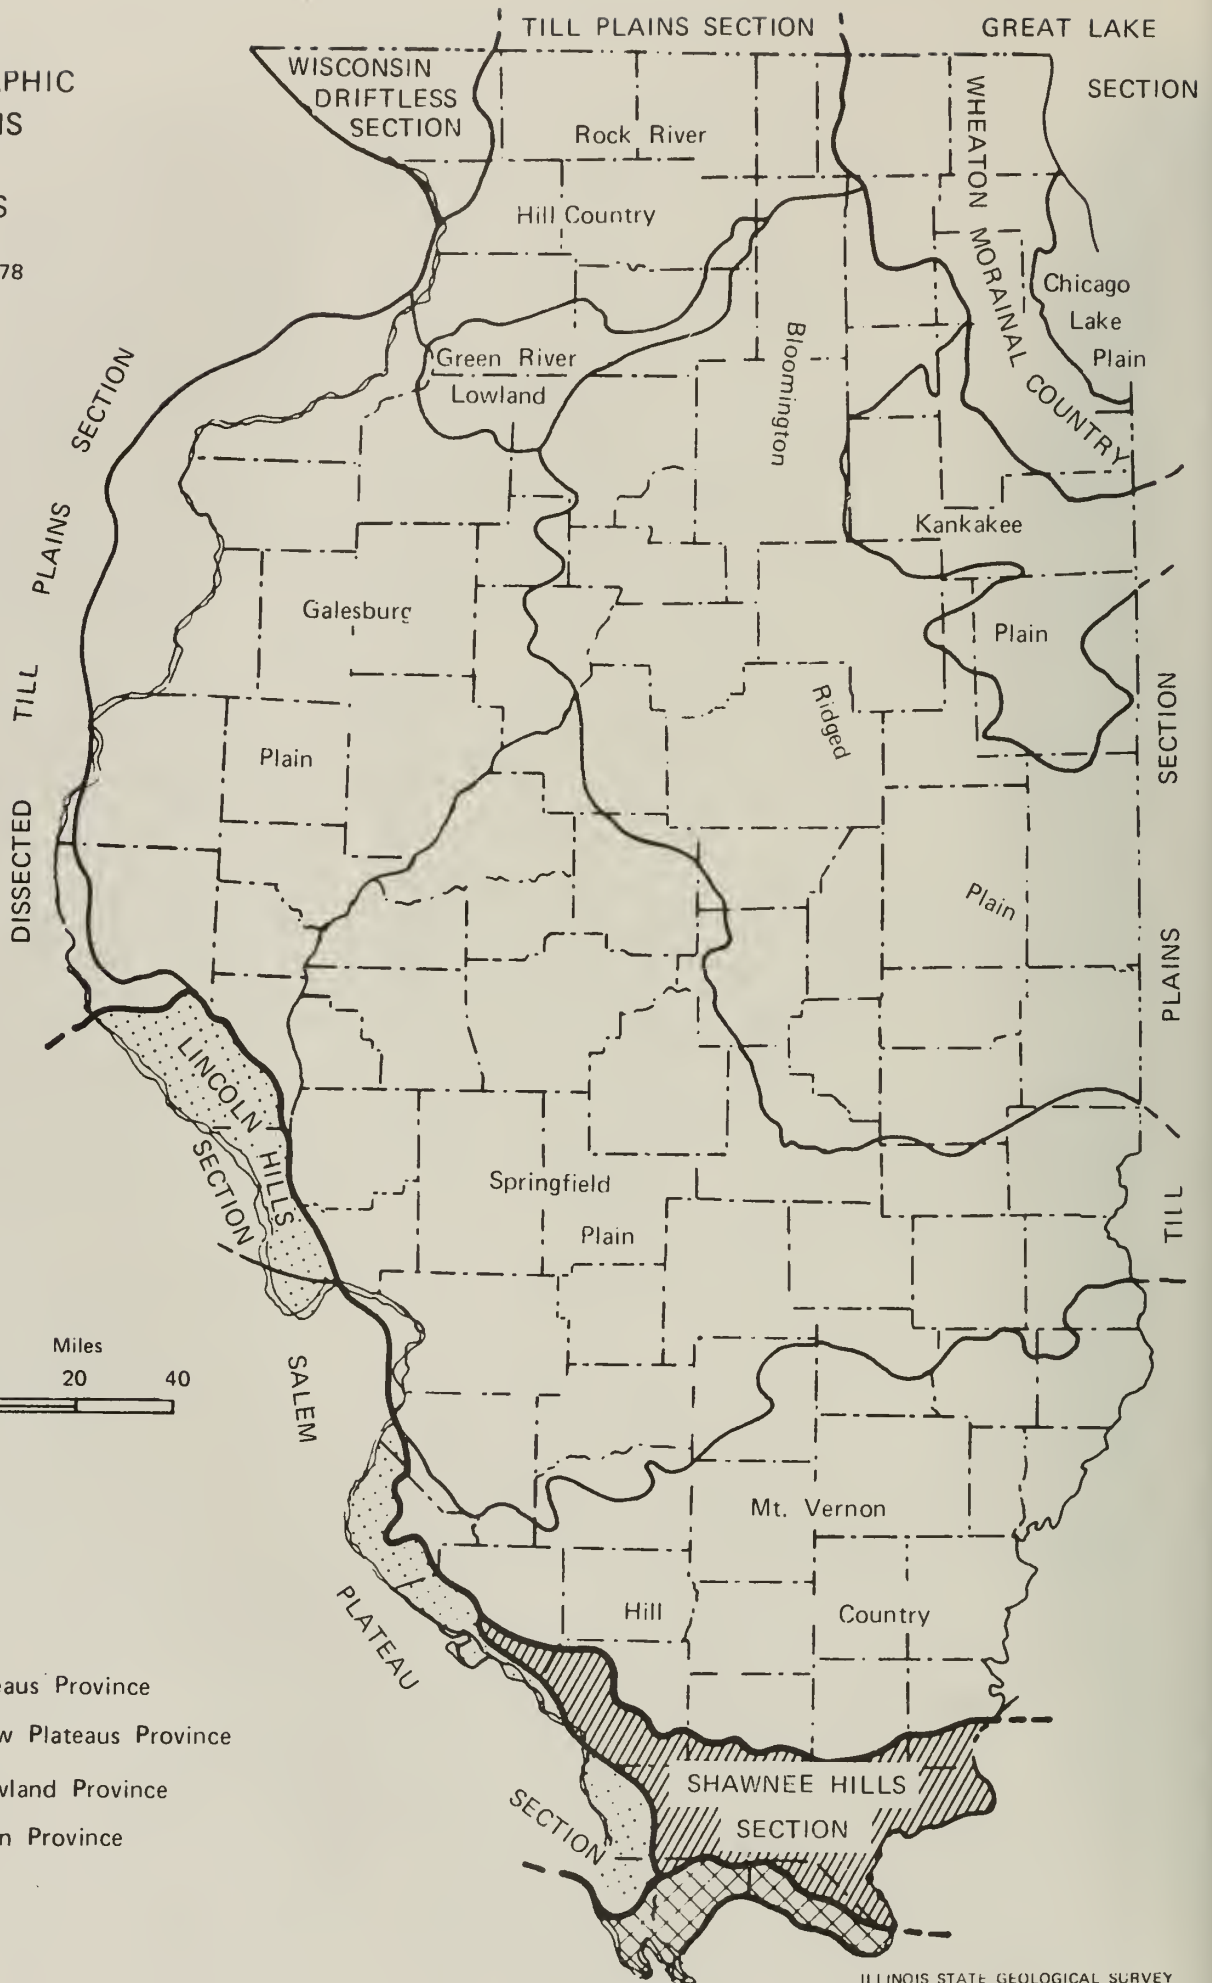 TILL PLAINS SECTION
GREAT LAKE
SECTION
PHIC
S
78
WISCONSIN
DRIFTLESS
SECTION
Rock River
Hill Country
WHEATON
MORAINAL
COUNTRY
Chicago
Lake
Plain
Green River
Lowland
Bloomington
Ridged
Plain
Kankakee
Plain
Galesburg
Plain
DISSECTED
TILL
PLAINS
SECTION
TILL
PLAINS
SECTION
LINCOLN
HILLS
SECTION
Springfield
Plain
Miles
20 40
SALEM
PLATEAU
SECTION
Mt. Vernon
Hill Country
SHAWNEE HILLS
SECTION
aus Province
w Plateaus Province
wland Province
n Province
ILLINOIS STATE GEOLOGICAL SURVEY